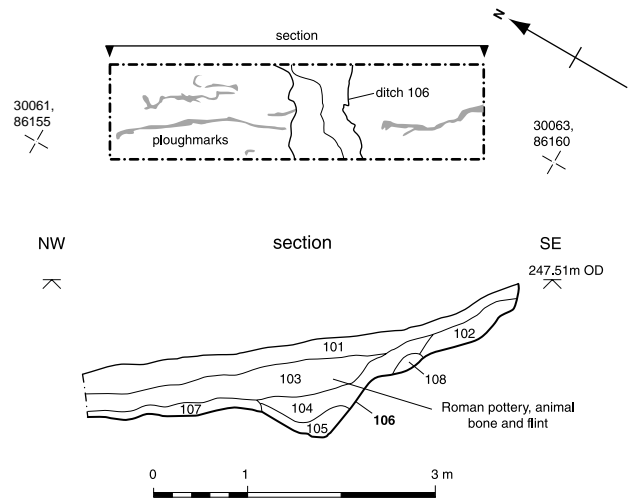 section
N
ditch 106
30061,
86155
ploughmarks
30063,
86160
NW
section
SE
247.51m OD
101
102
103
108
107
104
106
105
Roman pottery, animal
bone and flint
0
1
3 m